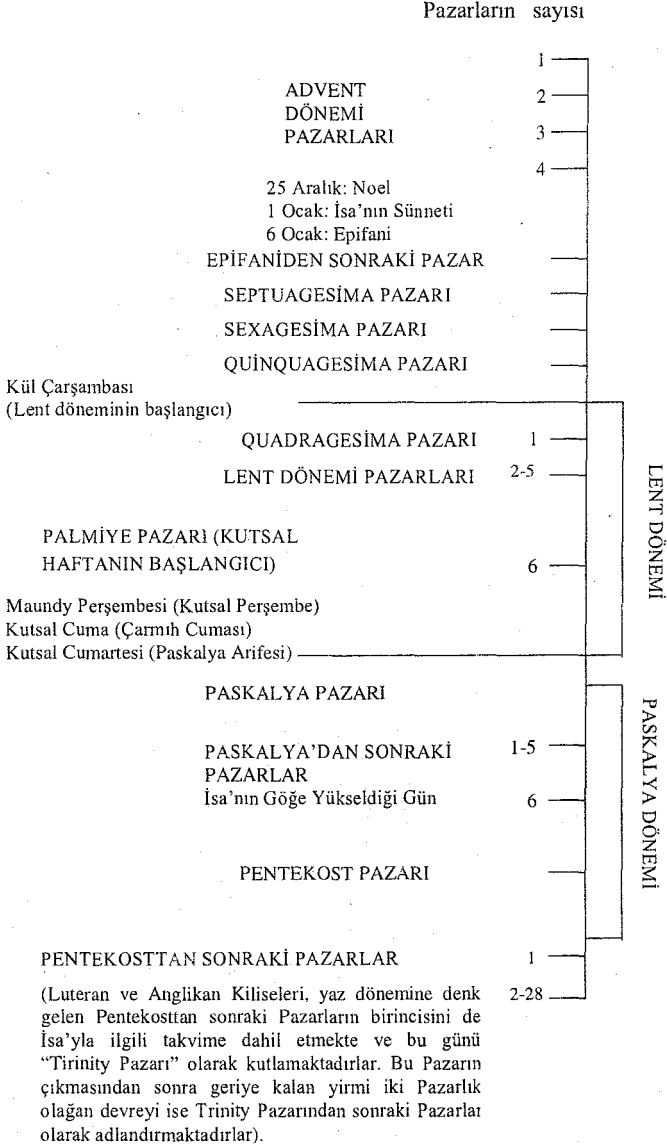 Pazarların sayısı
1
ADVENT
DÖNEMİ
PAZARLARI
2
3
4
25 Aralık: Noel
1 Ocak: İsa'nın Sünneti
6 Ocak: Epifani
EPİFANİDEN SONRAKİ PAZAR
SEPTUAGESİMA PAZARI
SEXAGESİMA PAZARI
QUİNQUAGESİMA PAZARI
Kül Çarşambası
(Lent döneminin başlangıcı)
QUADRAGESİMA PAZARI 1
LENT DÖNEMİ PAZARLARI 2-5
PALMİYE PAZARI (KUTSAL
HAFTANIN BAŞLANGICI) 6
LENT DÖNEMİ
Maundy Perşembesi (Kutsal Perşembe)
Kutsal Cuma (Çarmıh Cuması)
Kutsal Cumartesi (Paskalya Arifesi)
PASKALYA PAZARI
PASKALYA'DAN SONRAKİ 1-5
PAZARLAR
İsa'nın Göğe Yükseldiği Gün 6
PENTEKOST PAZARI
PASKALYA DÖNEMİ
PENTEKOSTTAN SONRAKİ PAZARLAR 1
(Luteran ve Anglikan Kiliseleri, yaz dönemine denk 2-28
gelen Pentekosttan sonraki Pazarların birincisini de
İsa'yla ilgili takvime dahil etmekte ve bu günü
"Tirinity Pazarı" olarak kutlamaktadırlar. Bu Pazarın
çıkmasından sonra geriye kalan yirmi iki Pazarlık
olağan devreyi ise Trinity Pazarından sonraki Pazarlar
olarak adlandırmaktadırlar).